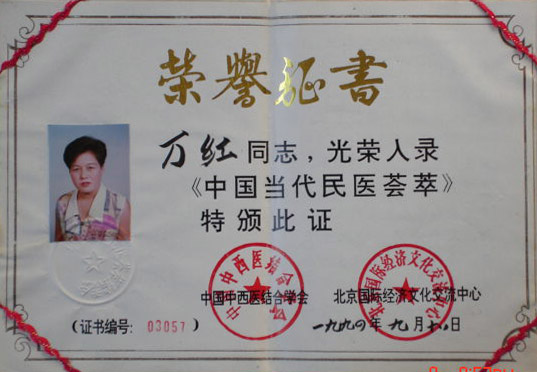 荣誉证书
万红同志，光荣入录
《中国当代民医荟萃》
特颁此证
中国中西医结合学会
北京国际经济文化交流中心
(证书编号: 03057)
一九九四年九月十八日